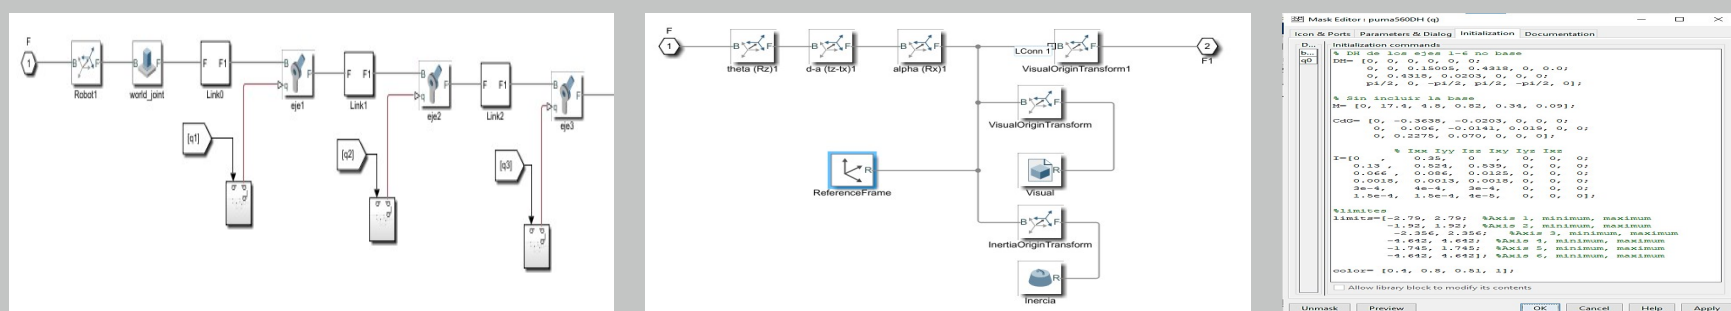 F
1
B F
Robot1
world_joint
F F1
Link0
B F
q
eje1
F F1
Link1
B F
q
eje2
F F1
Link2
B
q
eje3
[q1]
[q2]
[q3]
F
1
B F
theta (Rz)1
B F
d-a (tz-tx)1
B F
alpha (Rx)1
LConn 1
B F
VisualOriginTransform1
2
F1
B F
VisualOriginTransform
R
ReferenceFrame
R
Visual
B F
InertiaOriginTransform
R
Inercia
Mask Editor : puma560DH (q)
Icon & Ports Parameters & Dialog Initialization Documentation
D...
b...
q0
Initialization commands
% DH de los ejes 1-6 no base
DH= [0, 0, 0, 0, 0, 0;
0, 0, 0.15005, 0.4318, 0, 0.0;
0, 0.4318, 0.0203, 0, 0, 0;
pi/2, 0, -pi/2, pi/2, -pi/2, 0];
% Sin incluir la base
M= [0, 17.4, 4.8, 0.82, 0.34, 0.09];
CdG= [0, -0.3638, -0.0203, 0, 0, 0;
0, 0.006, -0.0141, 0.019, 0, 0;
0, 0.2275, 0.070, 0, 0, 0];
% Ixx Iyy Izz Ixy Iyz Ixz
I=[0 , 0.35, 0 , 0, 0, 0;
0.13 , 0.524, 0.539, 0, 0, 0;
0.066 , 0.086, 0.0125, 0, 0, 0;
0.0018, 0.0013, 0.0018, 0, 0, 0;
3e-4, 4e-4, 3e-4, 0, 0, 0;
1.5e-4, 1.5e-4, 4e-5, 0, 0, 0];
%limites
limits=[-2.79, 2.79; %Axis 1, minimum, maximum
-1.92, 1.92; %Axis 2, minimum, maximum
-2.356, 2.356; %Axis 3, minimum, maximum
-4.642, 4.642; %Axis 4, minimum, maximum
-1.745, 1.745; %Axis 5, minimum, maximum
-4.642, 4.642]; %Axis 6, minimum, maximum
color= [0.4, 0.8, 0.51, 1];
Allow library block to modify its contents
Unmask Preview OK Cancel Help Apply